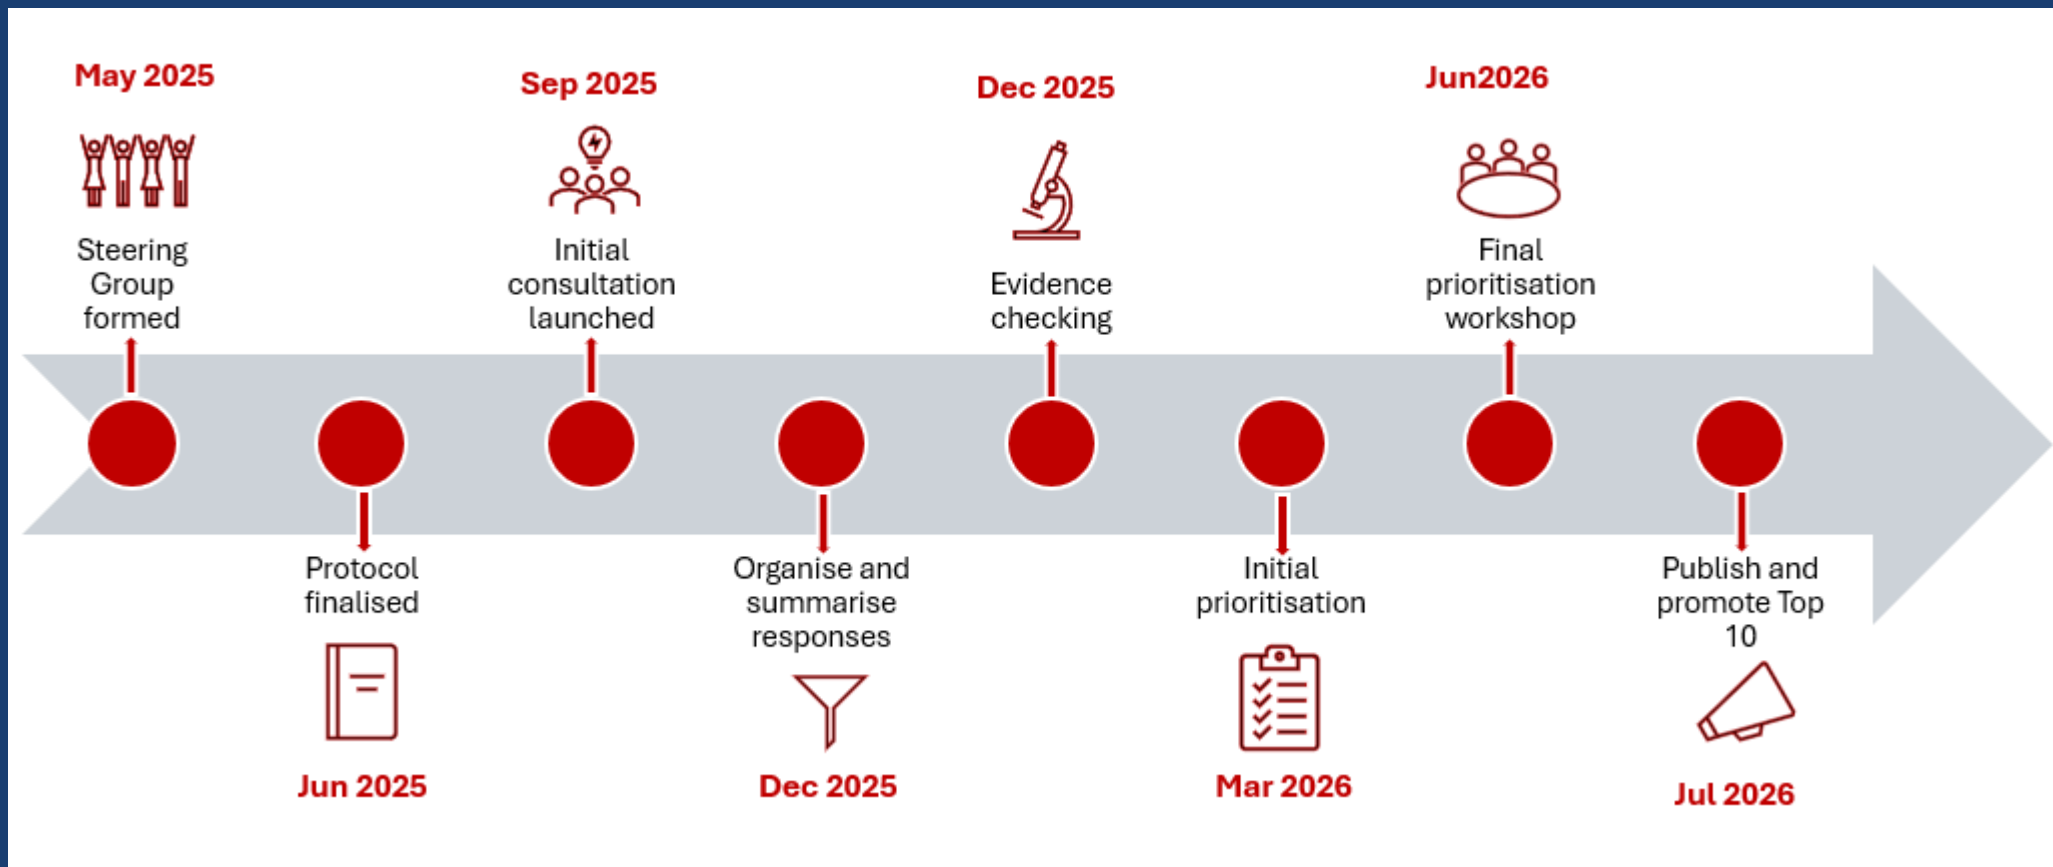 May 2025
Steering
Group
formed
Protocol
finalised
Jun 2025
Sep 2025
Initial
consultation
launched
Organise and
summarise
responses
Dec 2025
Dec 2025
Evidence
checking
Initial
prioritisation
Mar 2026
Jun2026
Final
prioritisation
workshop
Publish and
promote Top
10
Jul 2026